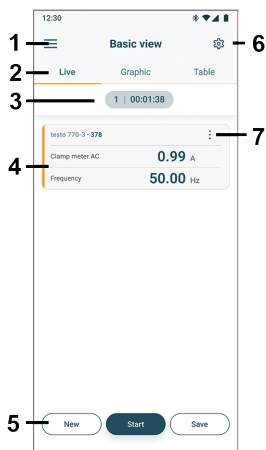 12:30
1 Basic view 6
2 Live Graphic Table
3 1 | 00:01:38
testo 770-3 • 378 7
Clamp meter AC 0.99 A
4
Frequency 50.00 Hz
5 New Start Save